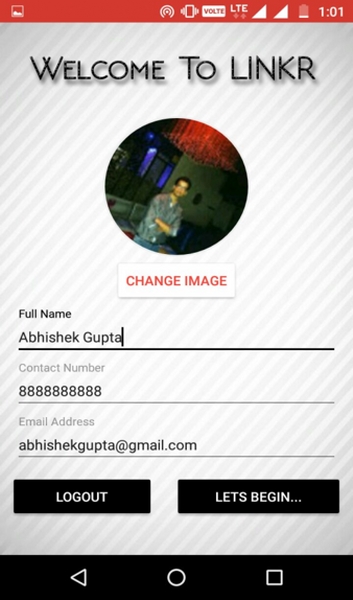 VOLTE LTE 1:01
WELCOME TO LINKR
CHANGE IMAGE
Full Name
Abhishek Gupta
Contact Number
8888888888
Email Address
abhishekgupta@gmail.com
LOGOUT LETS BEGIN...